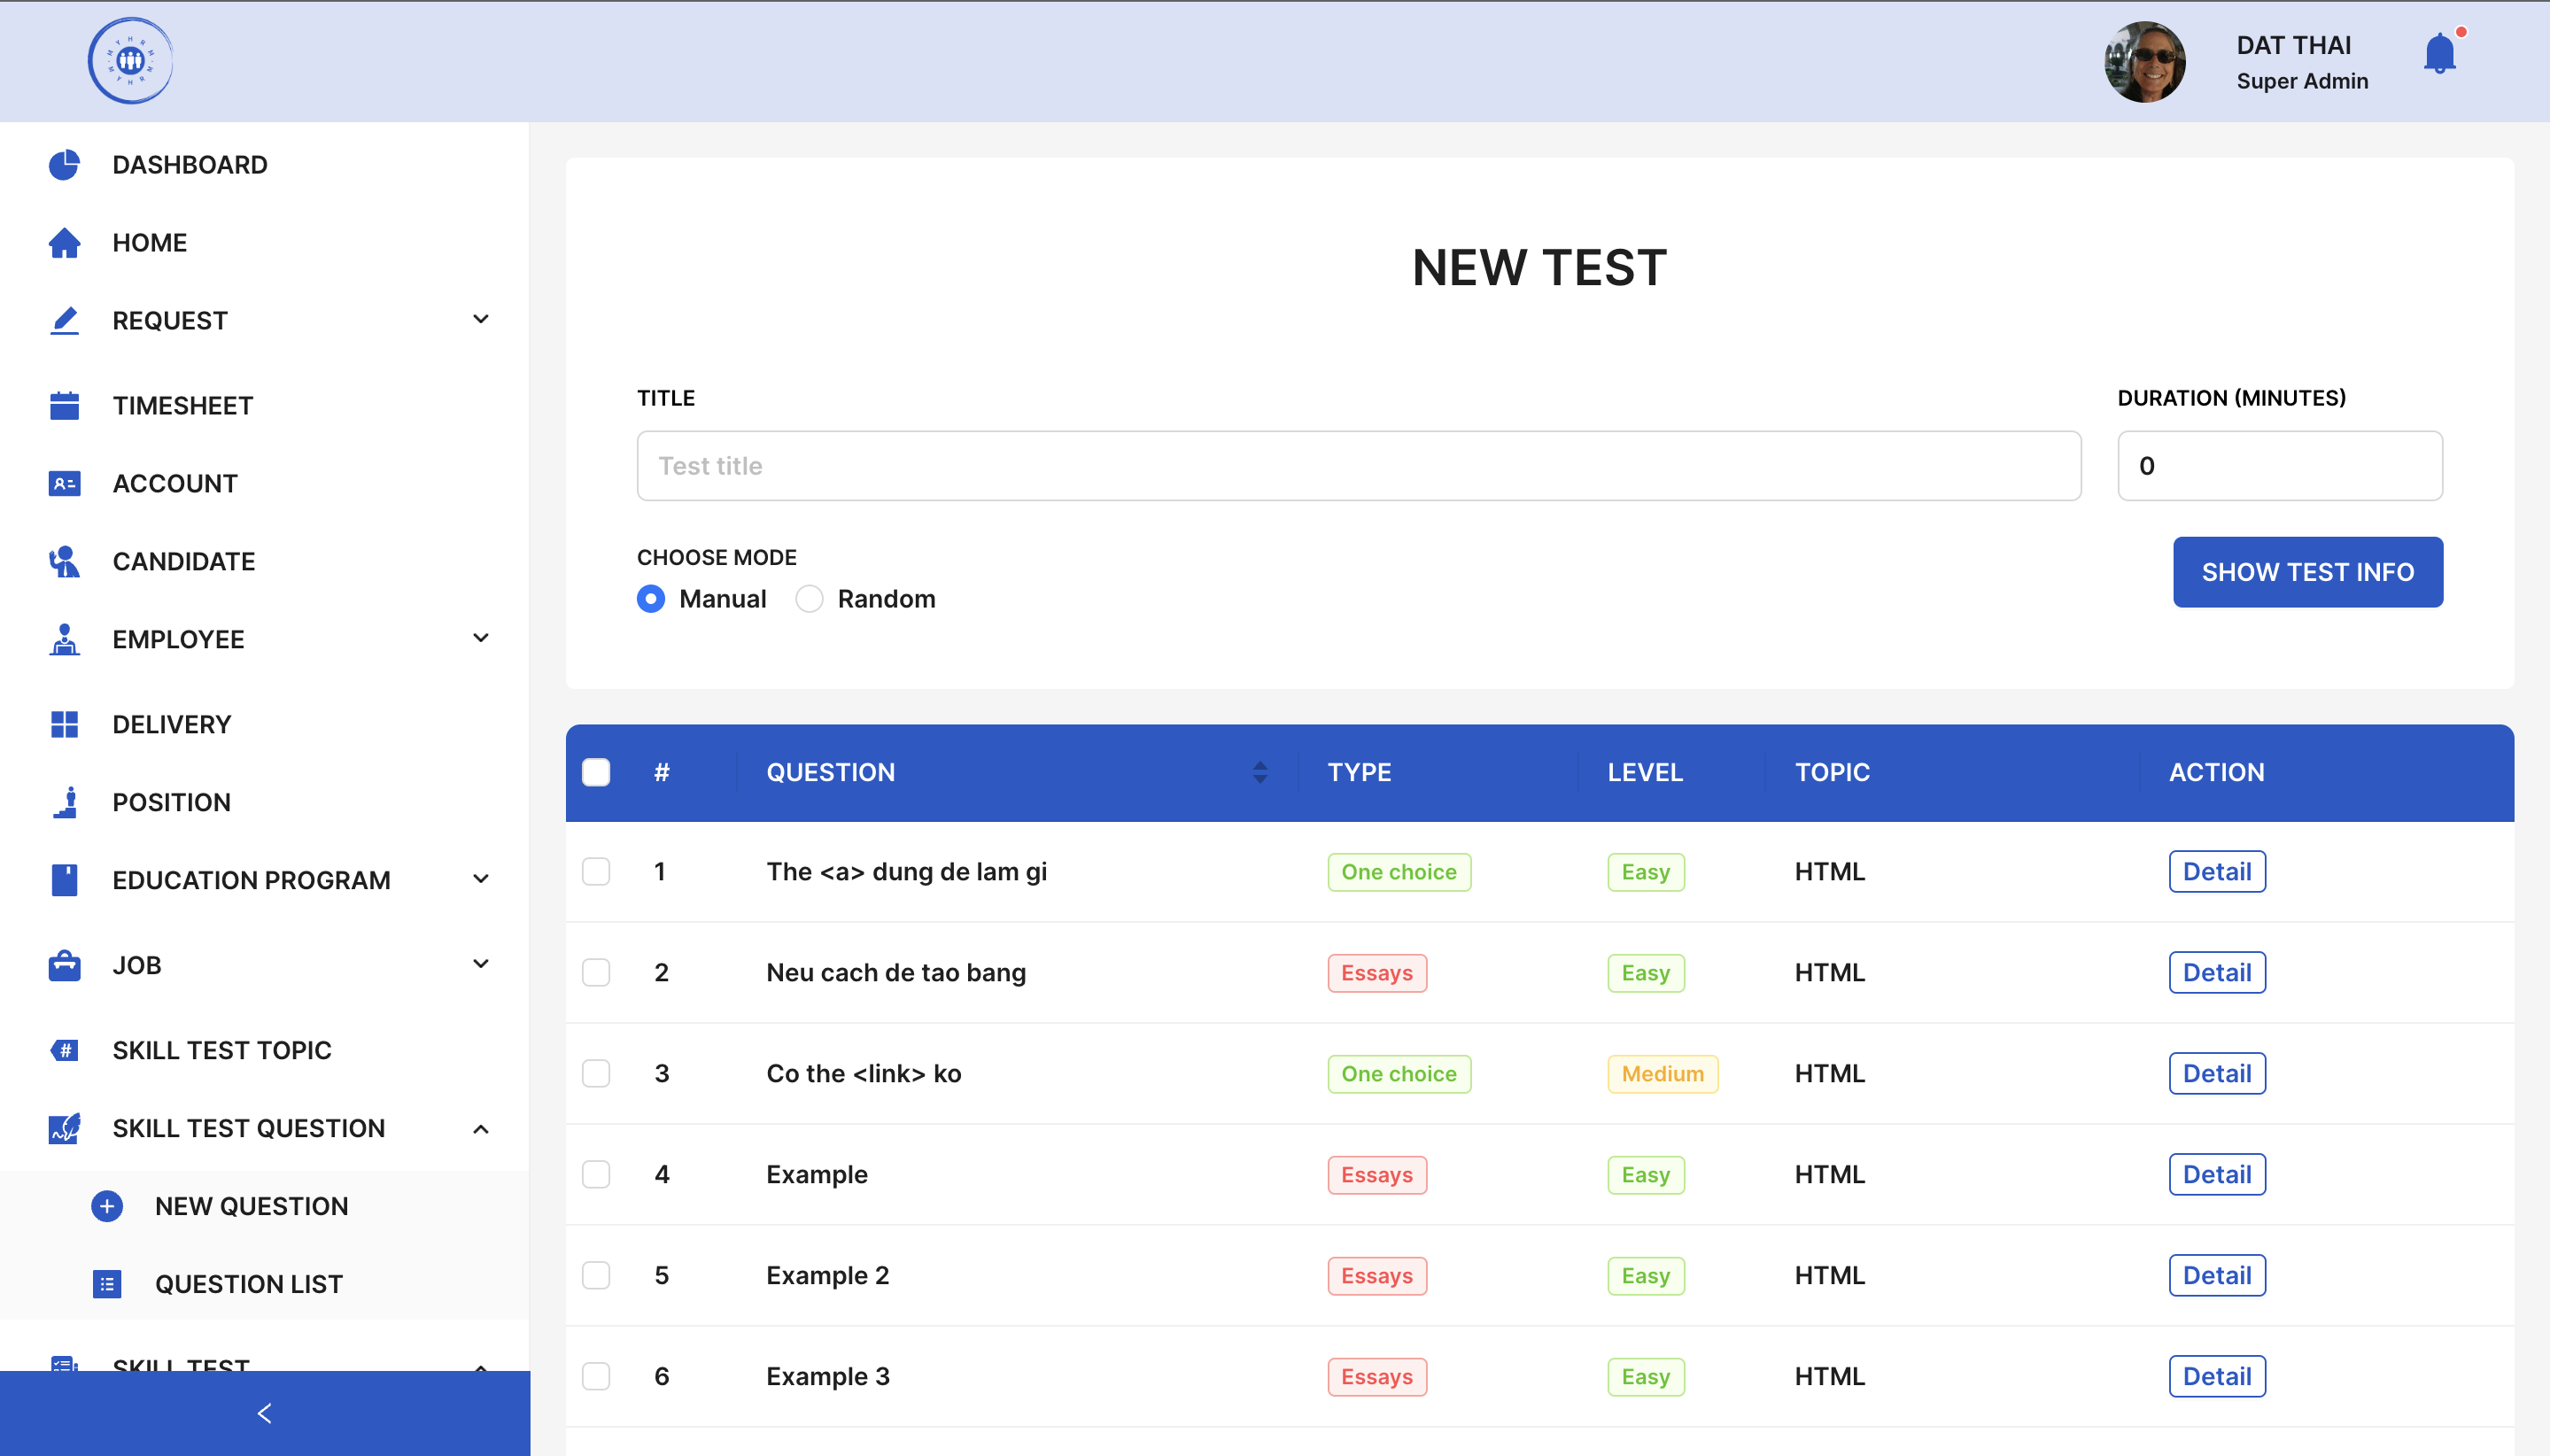 MYHRM · MYHRM ·
DAT THAI
Super Admin
DASHBOARD
HOME
REQUEST
TIMESHEET
ACCOUNT
CANDIDATE
EMPLOYEE
DELIVERY
POSITION
EDUCATION PROGRAM
JOB
SKILL TEST TOPIC
SKILL TEST QUESTION
NEW QUESTION
QUESTION LIST
SKILL TEST
NEW TEST
TITLE
DURATION (MINUTES)
Test title
0
CHOOSE MODE
Manual Random
SHOW TEST INFO
# QUESTION TYPE LEVEL TOPIC ACTION
1 The <a> dung de lam gi One choice Easy HTML Detail
2 Neu cach de tao bang Essays Easy HTML Detail
3 Co the <link> ko One choice Medium HTML Detail
4 Example Essays Easy HTML Detail
5 Example 2 Essays Easy HTML Detail
6 Example 3 Essays Easy HTML Detail